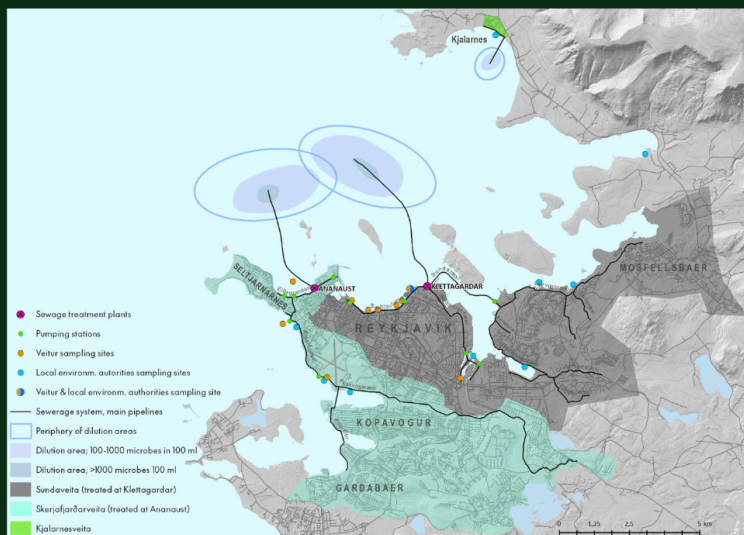 Kjalarnes
MOSFELLSBAER
SELTJARNARNES
ANANAUST
KLETTAGARDAR
REYKJAVIK
KOPAVOGUR
GARDABAER
Sewage treatment plants
Pumping stations
Veitur sampling sites
Local environm. autorities sampling sites
Veitur & local environm. authorities sampling site
Sewerage system, main pipelines
Periphery of dilution areas
Dilution area; 100-1000 microbes in 100 ml
Dilution area; >1000 microbes 100 ml
Sundaveita (treated at Klettagardar)
Skerjafjarðarveita (treated at Ananaust)
Kjalarnesveita
0 1,25 2,5 5 km